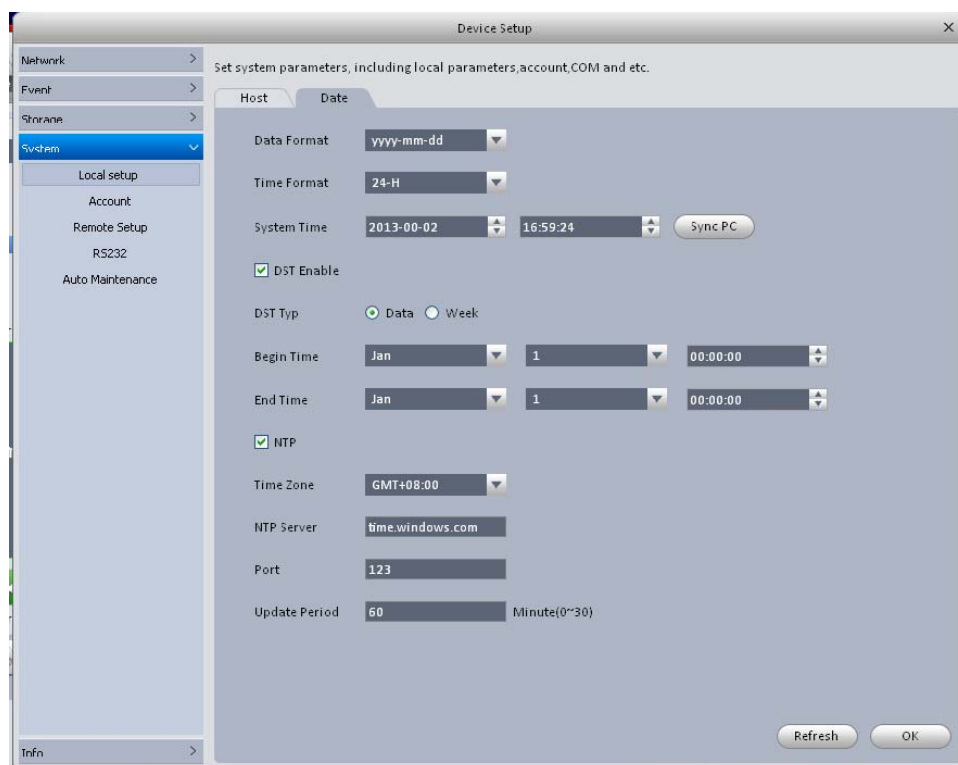 Device Setup
Network
Event
Storage
System
Local setup
Account
Remote Setup
RS232
Auto Maintenance
Info
Set system parameters, including local parameters,account,COM and etc.
Host Date
Data Format yyyy-mm-dd
Time Format 24-H
System Time 2013-00-02 16:59:24 Sync PC
DST Enable
DST Typ Data Week
Begin Time Jan 1 00:00:00
End Time Jan 1 00:00:00
NTP
Time Zone GMT+08:00
NTP Server time.windows.com
Port 123
Update Period 60 Minute(0~30)
Refresh OK